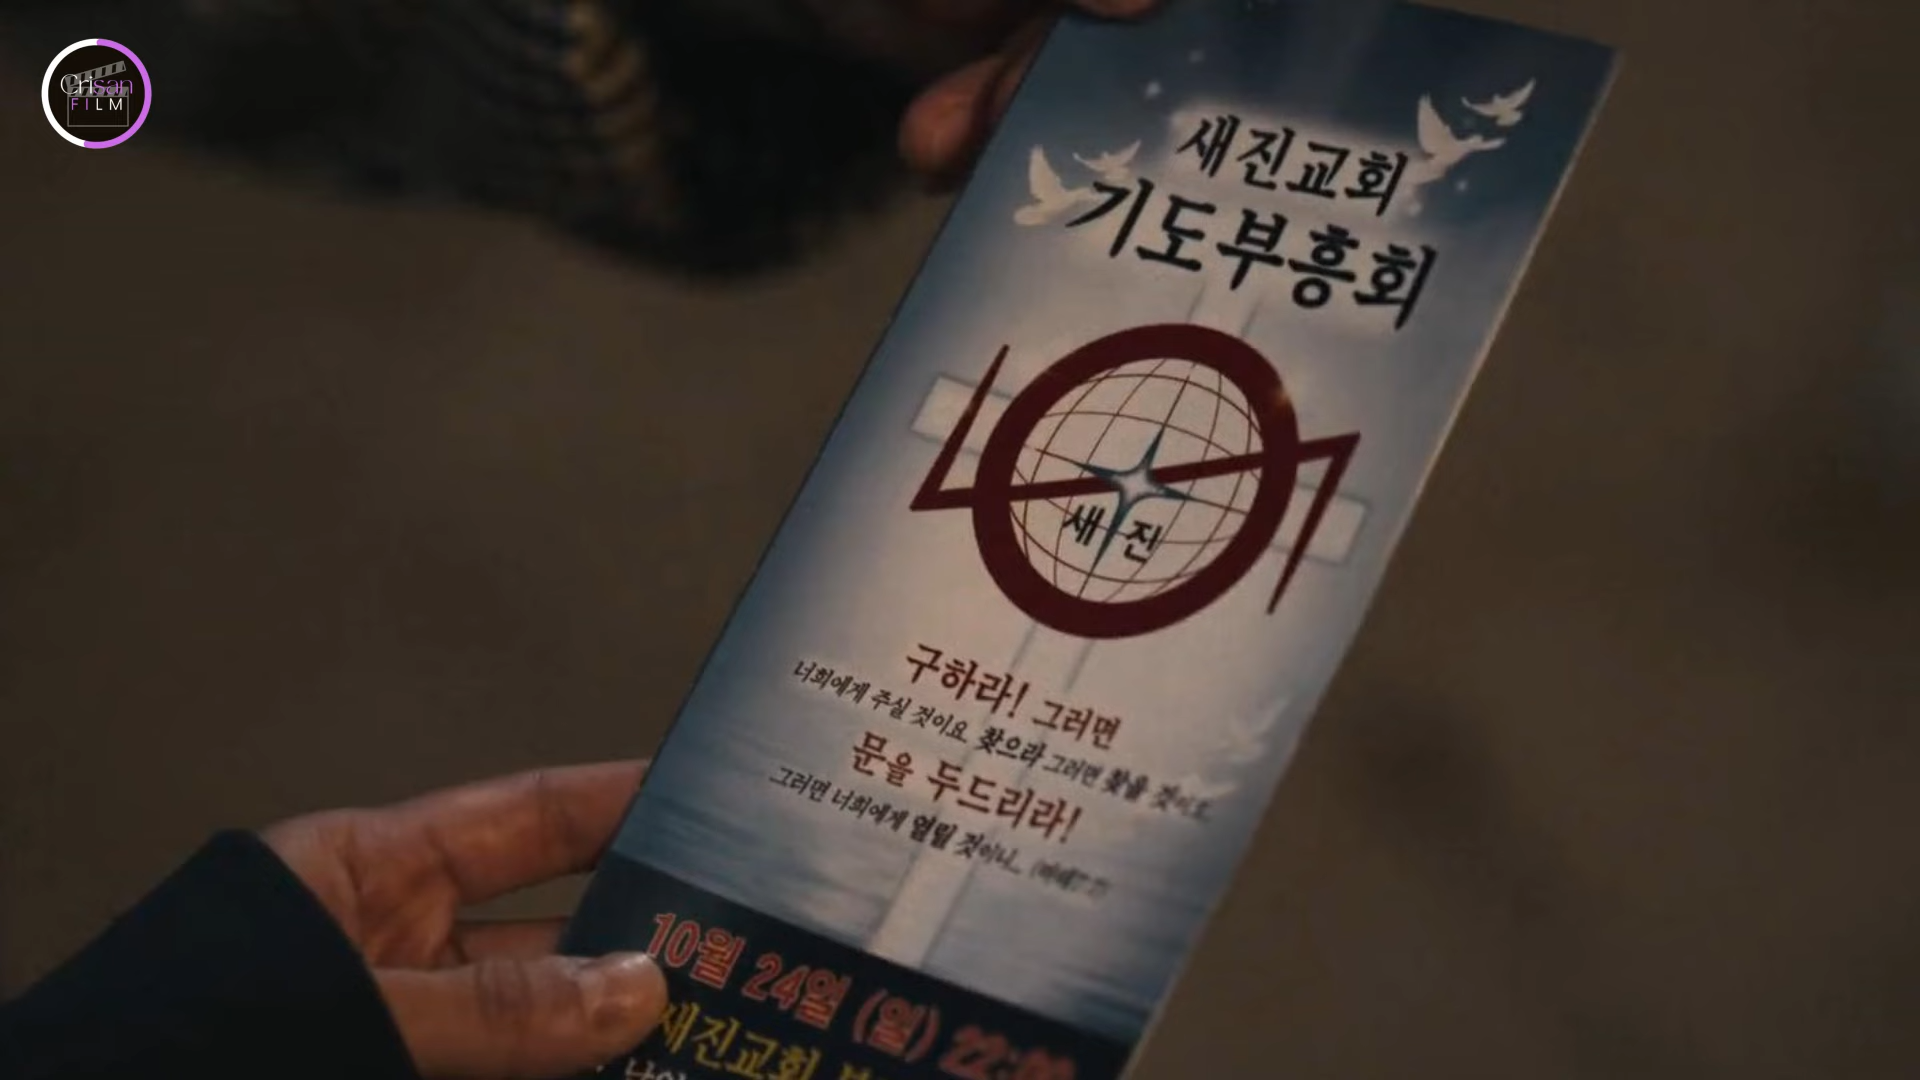 Crisan
FILM
새진교회
기도부흥회
새 진
구하라! 그러면
너희에게 주실 것이요 찾으라 그러면 찾을 것이요
문을 두드리라!
그러면 너희에게 열릴 것이니...
10월 24일 (월)
새진교회